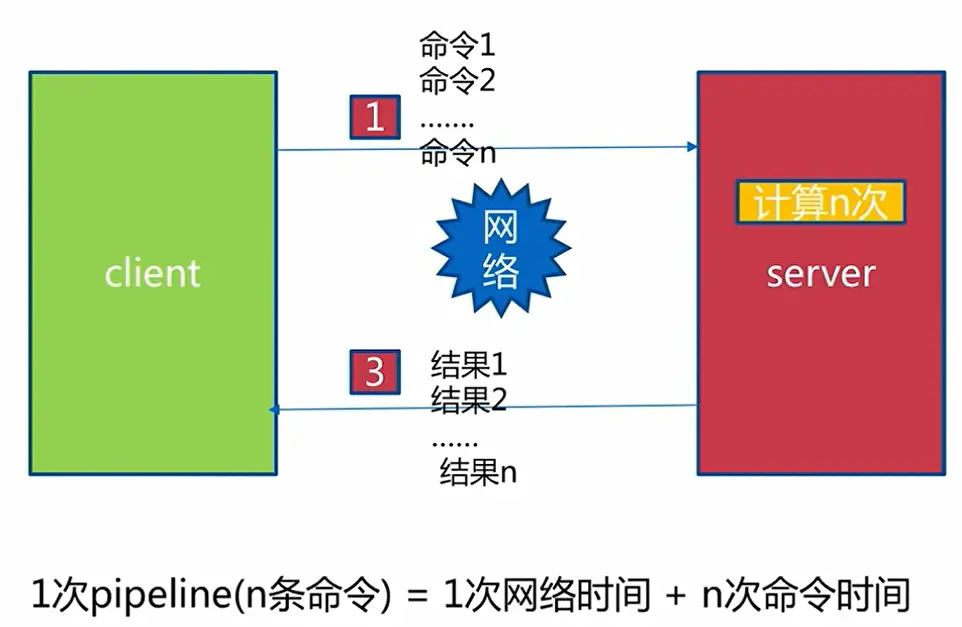 命令1
命令2
.......
命令n
1
计算n次
网
络
client
server
3
结果1
结果2
......
结果n
1次pipeline(n条命令) = 1次网络时间 + n次命令时间